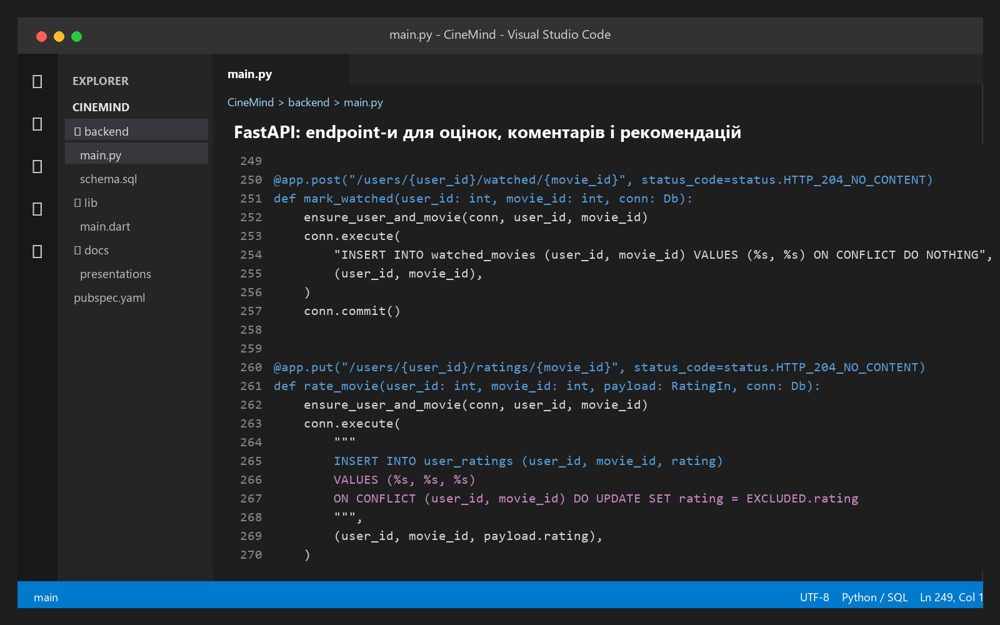 main.py - CineMind - Visual Studio Code
EXPLORER
CINEMIND
backend
main.py
schema.sql
lib
main.dart
docs
presentations
pubspec.yaml
main.py
CineMind > backend > main.py
FastAPI: endpoint-и для оцінок, коментарів і рекомендацій
249
250 @app.post("/users/{user_id}/watched/{movie_id}", status_code=status.HTTP_204_NO_CONTENT)
251 def mark_watched(user_id: int, movie_id: int, conn: Db):
252     ensure_user_and_movie(conn, user_id, movie_id)
253     conn.execute(
254         "INSERT INTO watched_movies (user_id, movie_id) VALUES (%s, %s) ON CONFLICT DO NOTHING",
255         (user_id, movie_id),
256     )
257     conn.commit()
258
259
260 @app.put("/users/{user_id}/ratings/{movie_id}", status_code=status.HTTP_204_NO_CONTENT)
261 def rate_movie(user_id: int, movie_id: int, payload: RatingIn, conn: Db):
262     ensure_user_and_movie(conn, user_id, movie_id)
263     conn.execute(
264         """
265         INSERT INTO user_ratings (user_id, movie_id, rating)
266         VALUES (%s, %s, %s)
267         ON CONFLICT (user_id, movie_id) DO UPDATE SET rating = EXCLUDED.rating
268         """,
269         (user_id, movie_id, payload.rating),
270     )
main
UTF-8 Python / SQL Ln 249, Col 1